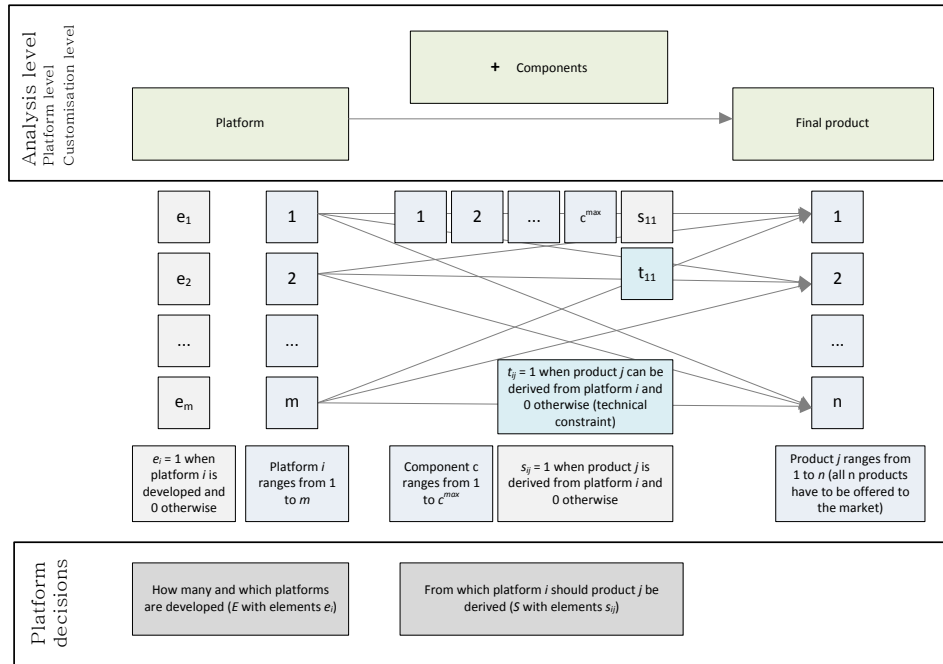 Analysis level
Platform level
Customisation level
+ Components
Platform
Final product
e1
1
1
2
...
cmax
s11
1
e2
2
t11
2
...
...
...
em
m
n
tij = 1 when product j can be
derived from platform i and
0 otherwise (technical
constraint)
ei = 1 when
platform i is
developed and
0 otherwise
Platform i
ranges from 1
to m
Component c
ranges from 1
to cmax
sij = 1 when product j is
derived from platform i and
0 otherwise
Product j ranges from
1 to n (all n products
have to be offered to
the market)
Platform
decisions
How many and which platforms
are developed (E with elements ei)
From which platform i should product j be
derived (S with elements sij)